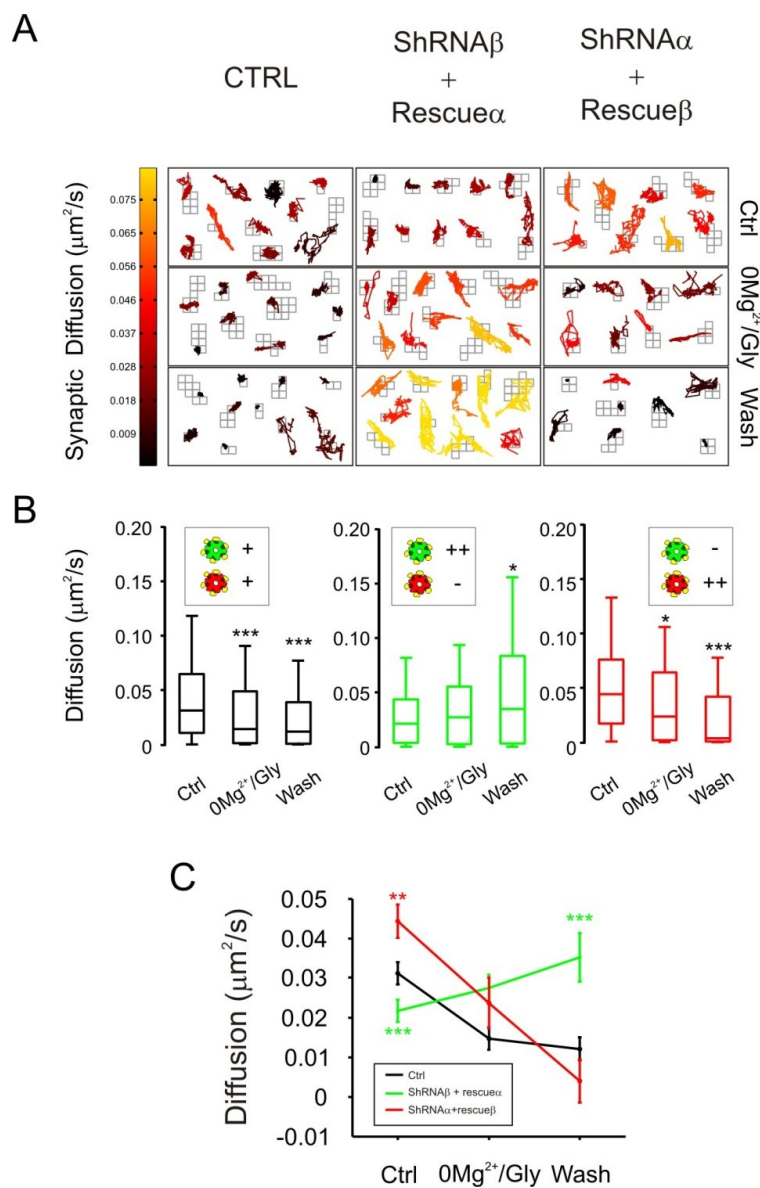 A
CTRL
ShRNAβ
+
Rescueα
ShRNAα
+
Rescueβ
Synaptic Diffusion (μm²/s)
0.075
0.065
0.056
0.046
0.037
0.028
0.018
0.009
Ctrl
0Mg²⁺/Gly
Wash
B
Diffusion (μm²/s)
0.20
0.15
0.10
0.05
0
+
+
***
***
Ctrl
0Mg²⁺/Gly
Wash
0.20
0.15
0.10
0.05
0
++
-
*
Ctrl
0Mg²⁺/Gly
Wash
0.20
0.15
0.10
0.05
0
-
++
*
***
Ctrl
0Mg²⁺/Gly
Wash
C
Diffusion (μm²/s)
0.05
0.04
0.03
0.02
0.01
0
-0.01
**
***
***
Ctrl
ShRNAβ + rescueα
ShRNAα+rescueβ
Ctrl
0Mg²⁺/Gly
Wash